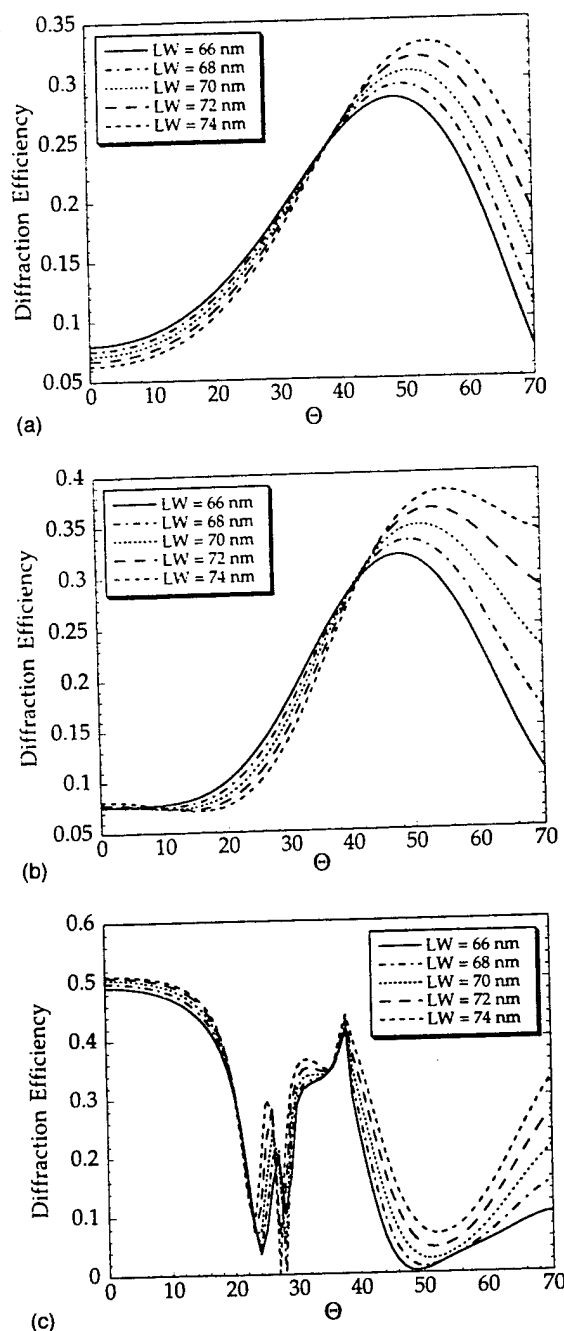 0.35
0.3
0.25
0.2
0.15
0.1
0.05
Diffraction Efficiency
LW = 66 nm
LW = 68 nm
LW = 70 nm
LW = 72 nm
LW = 74 nm
0 10 20 30 40 50 60 70
Θ
(a)
0.4
0.35
0.3
0.25
0.2
0.15
0.1
0.05
Diffraction Efficiency
LW = 66 nm
LW = 68 nm
LW = 70 nm
LW = 72 nm
LW = 74 nm
0 10 20 30 40 50 60 70
Θ
(b)
0.6
0.5
0.4
0.3
0.2
0.1
0
Diffraction Efficiency
LW = 66 nm
LW = 68 nm
LW = 70 nm
LW = 72 nm
LW = 74 nm
0 10 20 30 40 50 60 70
Θ
(c)